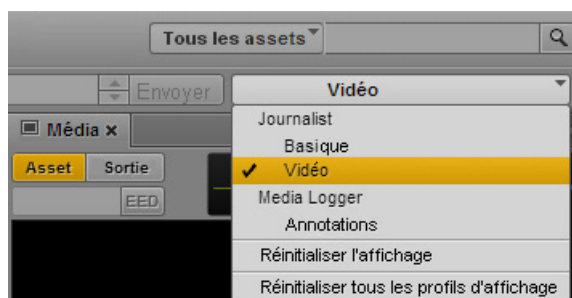 Tous les assets
Envoyer
Vidéo
Média
Journalist
Basique
Asset
Sortie
Vidéo
EED
Media Logger
Annotations
Réinitialiser l'affichage
Réinitialiser tous les profils d'affichage